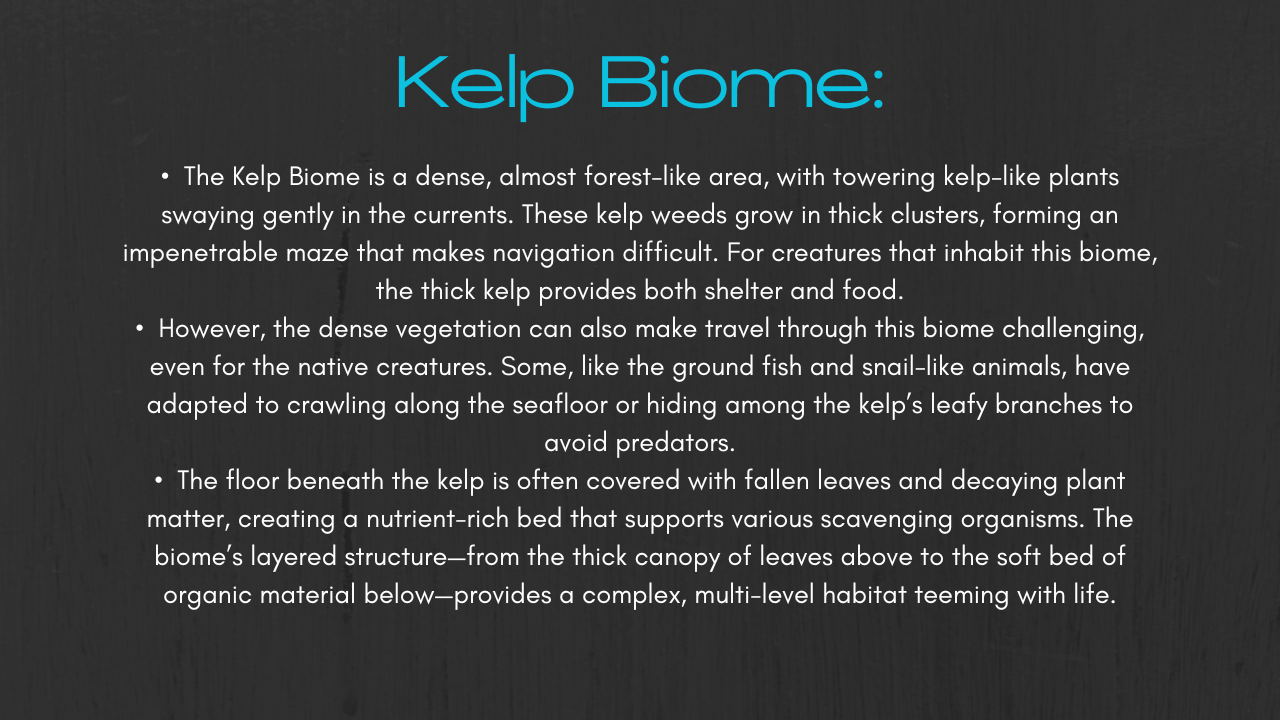 Kelp Biome:
• The Kelp Biome is a dense, almost forest-like area, with towering kelp-like plants
swaying gently in the currents. These kelp weeds grow in thick clusters, forming an
impenetrable maze that makes navigation difficult. For creatures that inhabit this biome,
the thick kelp provides both shelter and food.
• However, the dense vegetation can also make travel through this biome challenging,
even for the native creatures. Some, like the ground fish and snail-like animals, have
adapted to crawling along the seafloor or hiding among the kelp’s leafy branches to
avoid predators.
• The floor beneath the kelp is often covered with fallen leaves and decaying plant
matter, creating a nutrient-rich bed that supports various scavenging organisms. The
biome’s layered structure—from the thick canopy of leaves above to the soft bed of
organic material below—provides a complex, multi-level habitat teeming with life.